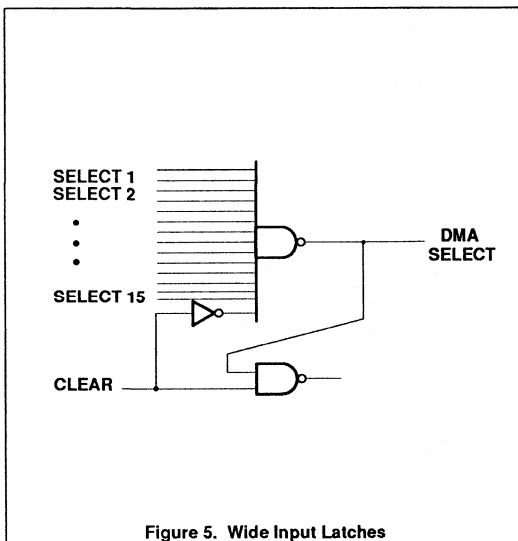 SELECT 1
SELECT 2
SELECT 15
CLEAR
DMA
SELECT
Figure 5. Wide Input Latches